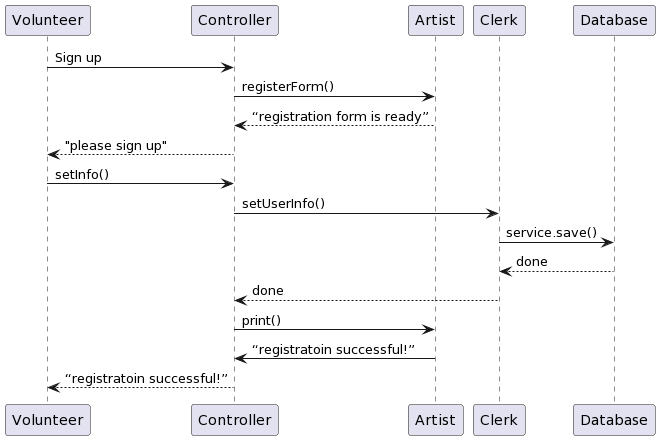 Volunteer Controller Artist Clerk Database
Sign up
registerForm()
“registration form is ready”
"please sign up"
setInfo()
setUserInfo()
service.save()
done
done
print()
“registratoin successful!”
“registratoin successful!”
Volunteer Controller Artist Clerk Database